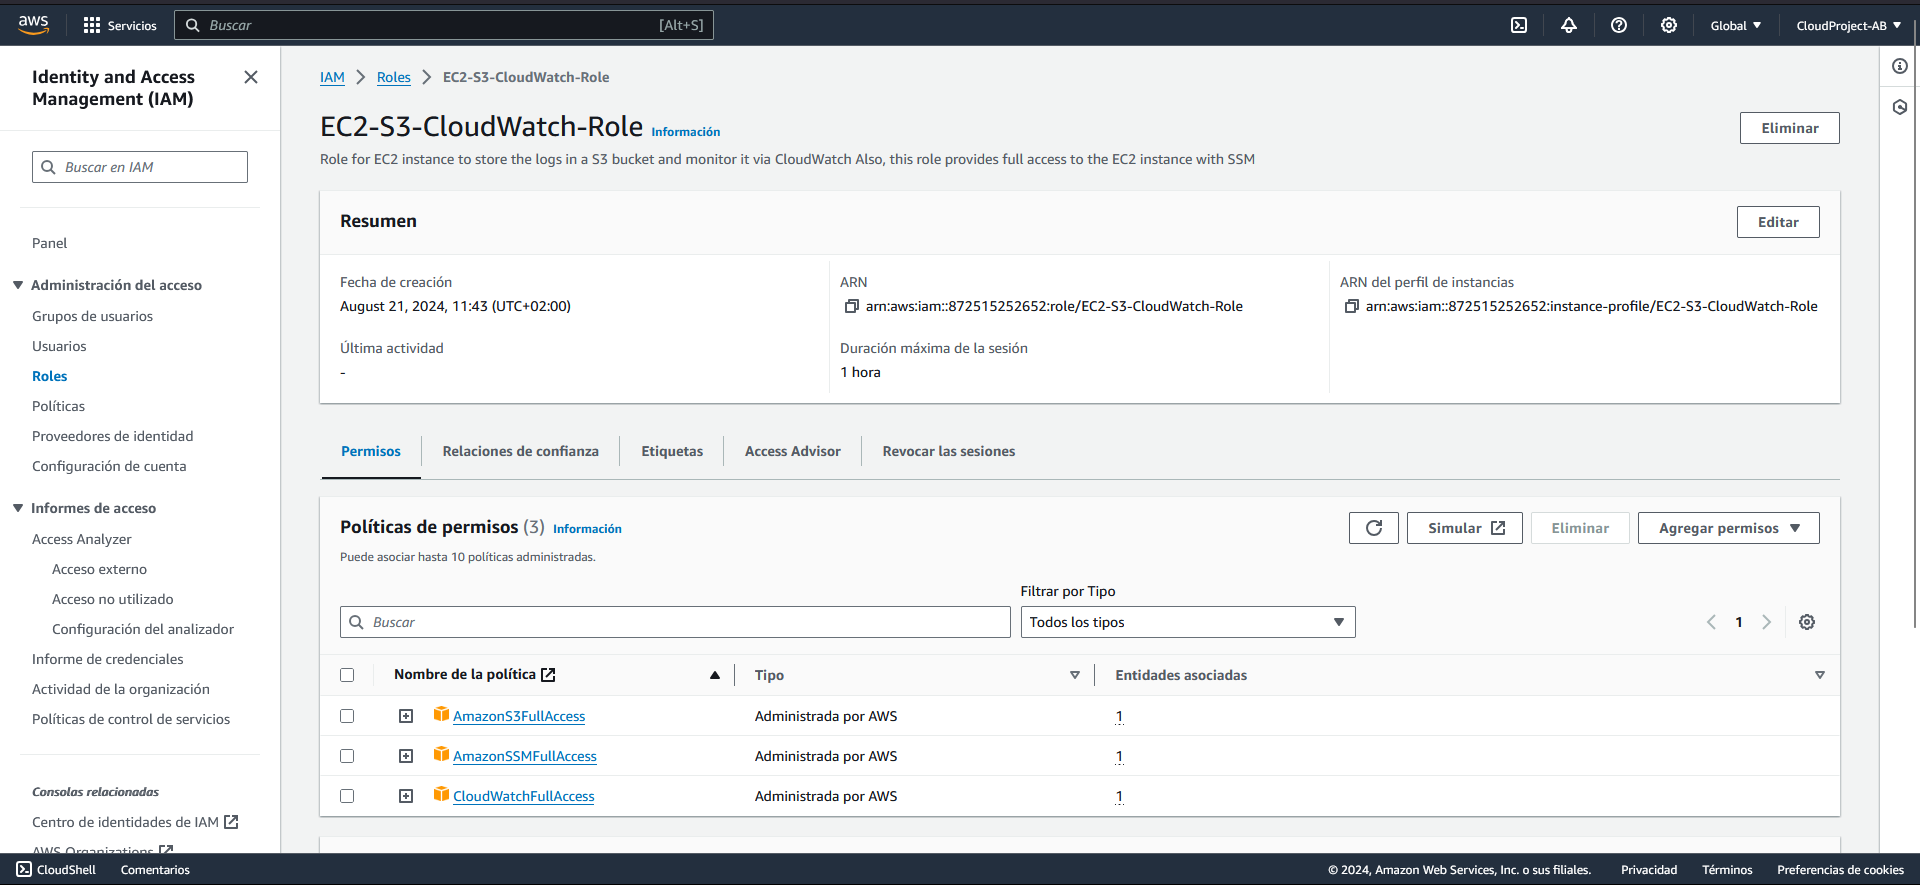 aws
Servicios
Buscar
[Alt+S]
Global
CloudProject-AB
Identity and Access
Management (IAM)
Buscar en IAM
Panel
Administración del acceso
Grupos de usuarios
Usuarios
Roles
Políticas
Proveedores de identidad
Configuración de cuenta
Informes de acceso
Access Analyzer
Acceso externo
Acceso no utilizado
Configuración del analizador
Informe de credenciales
Actividad de la organización
Políticas de control de servicios
Consolas relacionadas
Centro de identidades de IAM
AWS Organizations
IAM
Roles
EC2-S3-CloudWatch-Role
EC2-S3-CloudWatch-Role Información
Eliminar
Role for EC2 instance to store the logs in a S3 bucket and monitor it via CloudWatch Also, this role provides full access to the EC2 instance with SSM
Resumen
Editar
Fecha de creación
August 21, 2024, 11:43 (UTC+02:00)
Última actividad
-
ARN
arn:aws:iam::872515252652:role/EC2-S3-CloudWatch-Role
Duración máxima de la sesión
1 hora
ARN del perfil de instancias
arn:aws:iam::872515252652:instance-profile/EC2-S3-CloudWatch-Role
Permisos
Relaciones de confianza
Etiquetas
Access Advisor
Revocar las sesiones
Políticas de permisos (3) Información
Puede asociar hasta 10 políticas administradas.
Simular
Eliminar
Agregar permisos
Filtrar por Tipo
Buscar
Todos los tipos
1
Nombre de la política
Tipo
Entidades asociadas
AmazonS3FullAccess
Administrada por AWS
1
AmazonSSMFullAccess
Administrada por AWS
1
CloudWatchFullAccess
Administrada por AWS
1
CloudShell
Comentarios
© 2024, Amazon Web Services, Inc. o sus filiales.
Privacidad
Términos
Preferencias de cookies